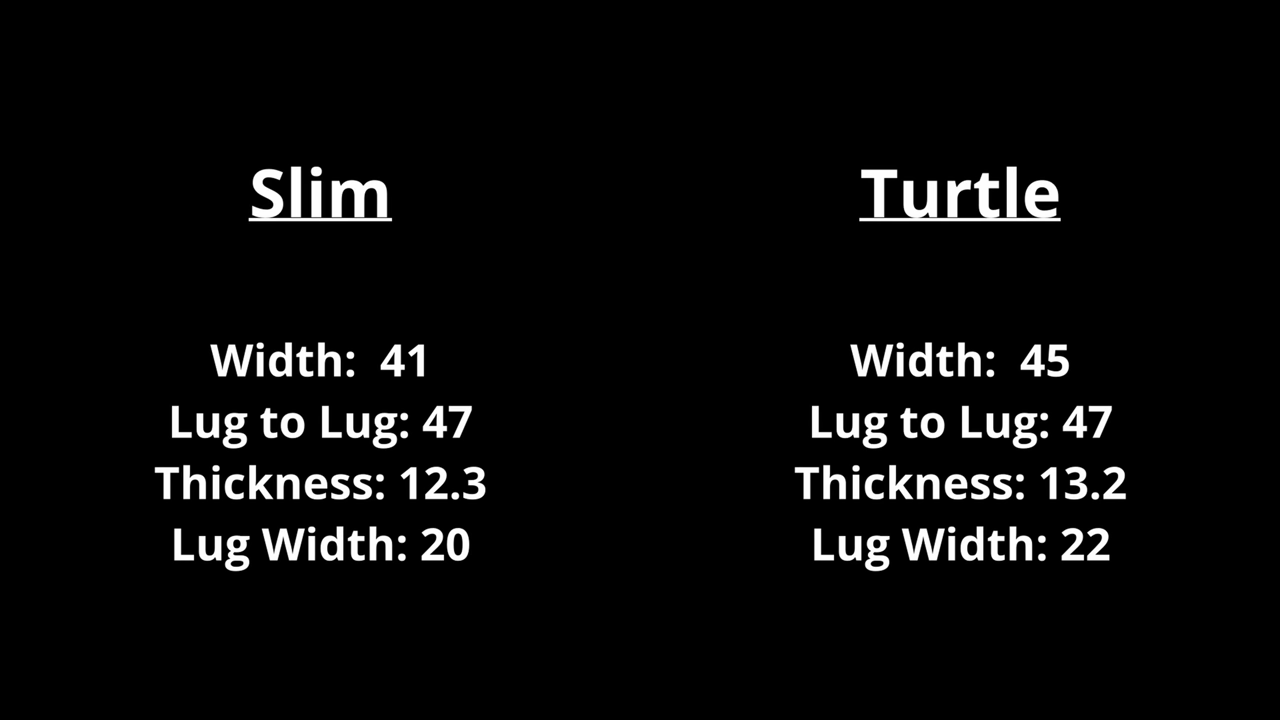 Slim
Width: 41
Lug to Lug: 47
Thickness: 12.3
Lug Width: 20
Turtle
Width: 45
Lug to Lug: 47
Thickness: 13.2
Lug Width: 22